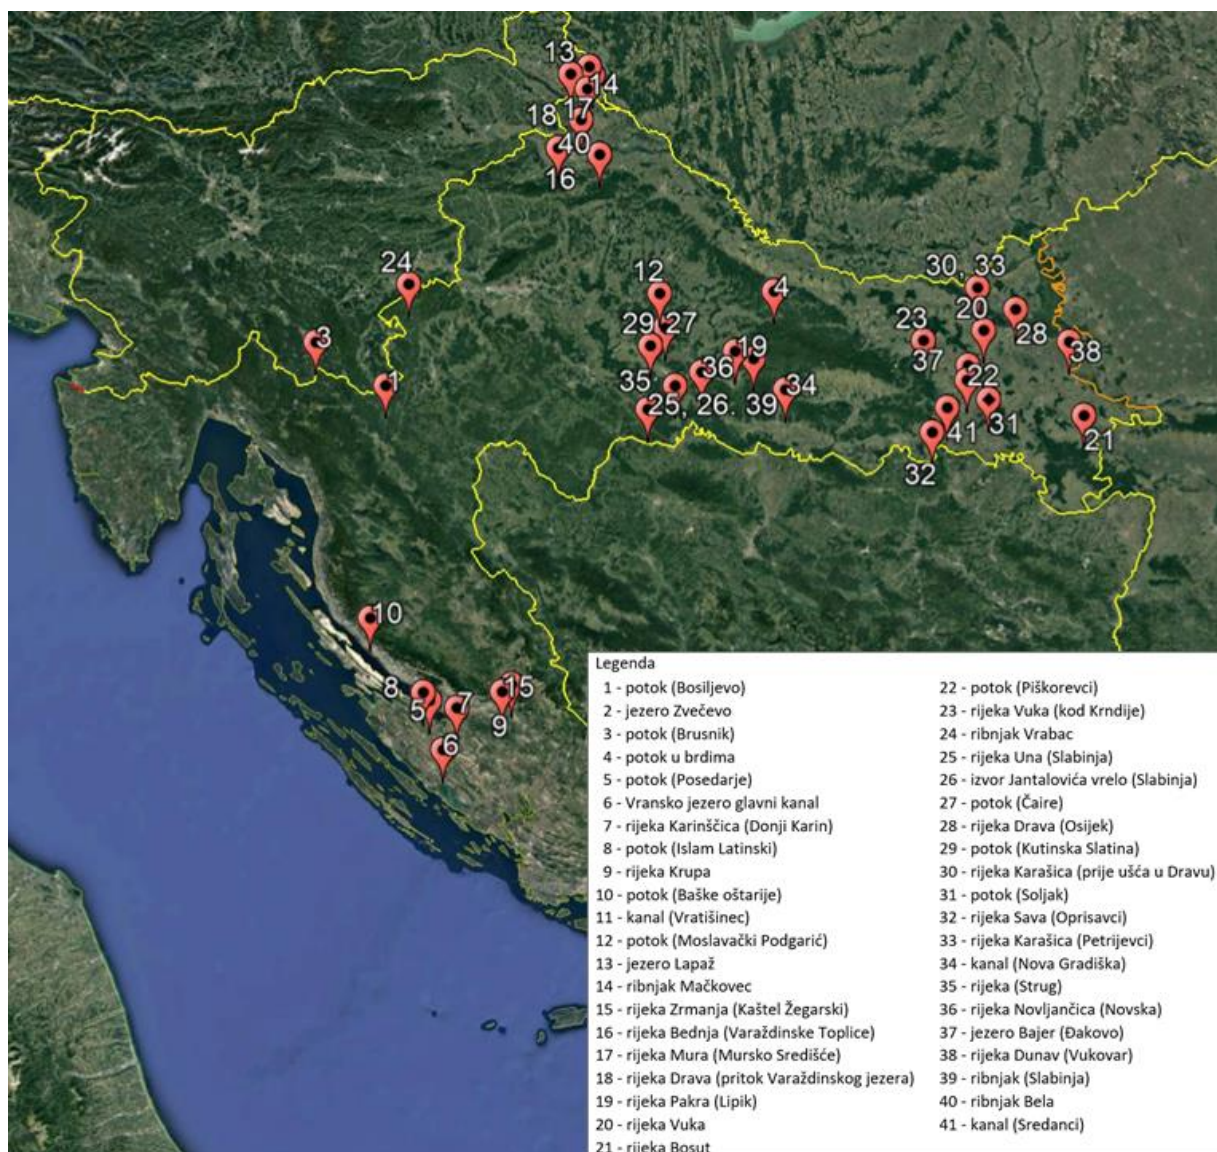 13
14
18 17
40
16
24
12
4
30, 33
3
29 27
20
23
28
36 19
37
38
35
1
34
22
25, 26. 39
41
31
21
32
10
8
15
5
7
9
6
Legenda
1 - potok (Bosiljevo)
2 - jezero Zvečevo
3 - potok (Brusnik)
4 - potok u brdima
5 - potok (Posedarje)
6 - Vransko jezero glavni kanal
7 - rijeka Karinščica (Donji Karin)
8 - potok (Islam Latinski)
9 - rijeka Krupa
10 - potok (Baške oštarije)
11 - kanal (Vratišinec)
12 - potok (Moslavački Podgarić)
13 - jezero Lapaž
14 - ribnjak Mačkovec
15 - rijeka Zrmanja (Kaštel Žegarski)
16 - rijeka Bednja (Varaždinske Toplice)
17 - rijeka Mura (Mursko Središće)
18 - rijeka Drava (pritok Varaždinskog jezera)
19 - rijeka Pakra (Lipik)
20 - rijeka Vuka
21 - rijeka Bosut
22 - potok (Piškorevci)
23 - rijeka Vuka (kod Krndije)
24 - ribnjak Vrabac
25 - rijeka Una (Slabinja)
26 - izvor Jantalovića vrelo (Slabinja)
27 - potok (Čaire)
28 - rijeka Drava (Osijek)
29 - potok (Kutinska Slatina)
30 - rijeka Karašica (prije ušća u Dravu)
31 - potok (Soljak)
32 - rijeka Sava (Oprisavci)
33 - rijeka Karašica (Petrijevci)
34 - kanal (Nova Gradiška)
35 - rijeka (Strug)
36 - rijeka Novljančica (Novska)
37 - jezero Bajer (Đakovo)
38 - rijeka Dunav (Vukovar)
39 - ribnjak (Slabinja)
40 - ribnjak Bela
41 - kanal (Sredanci)